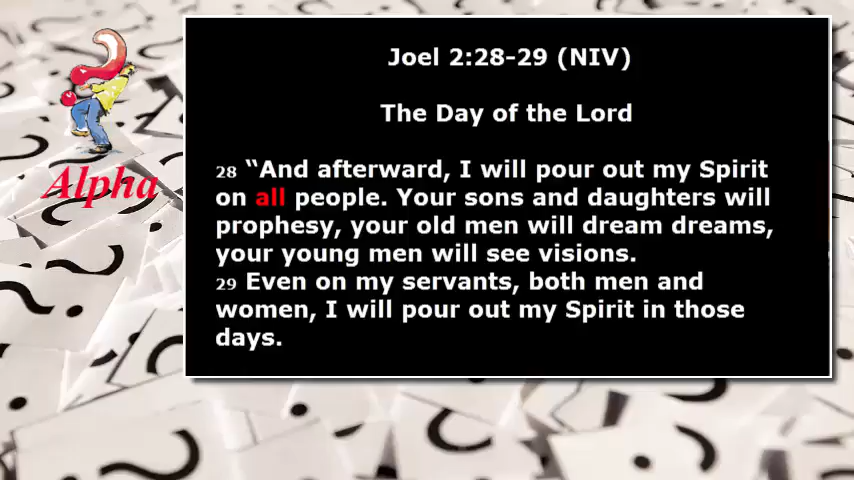 Joel 2:28-29 (NIV)
The Day of the Lord
28 “And afterward, I will pour out my Spirit
on all people. Your sons and daughters will
prophesy, your old men will dream dreams,
your young men will see visions.
29 Even on my servants, both men and
women, I will pour out my Spirit in those
days.
Alpha